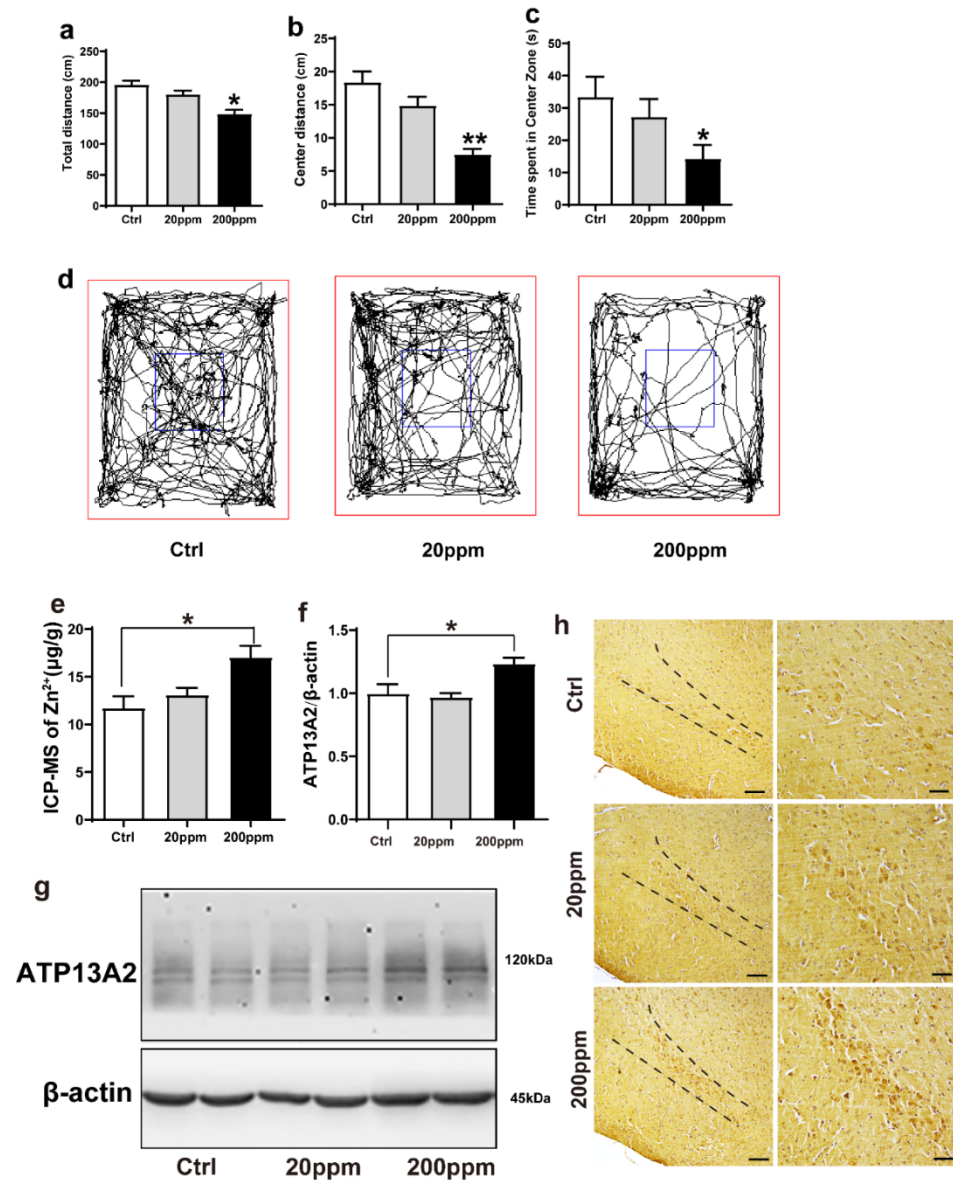 a
Total distance (cm)
250
200
150
100
50
0
*
Ctrl 20ppm 200ppm
b
Center distance (cm)
25
20
15
10
5
0
**
Ctrl 20ppm 200ppm
c
Time spent in Center Zone (s)
50
40
30
20
10
0
*
Ctrl 20ppm 200ppm
d
Ctrl 20ppm 200ppm
e
ICP-MS of Zn²⁺(μg/g)
20
15
10
5
0
*
Ctrl 20ppm 200ppm
f
ATP13A2/β-actin
1.5
1.0
0.5
0.0
*
Ctrl 20ppm 200ppm
g
ATP13A2
120kDa
β-actin
45kDa
Ctrl 20ppm 200ppm
h
Ctrl
20ppm
200ppm